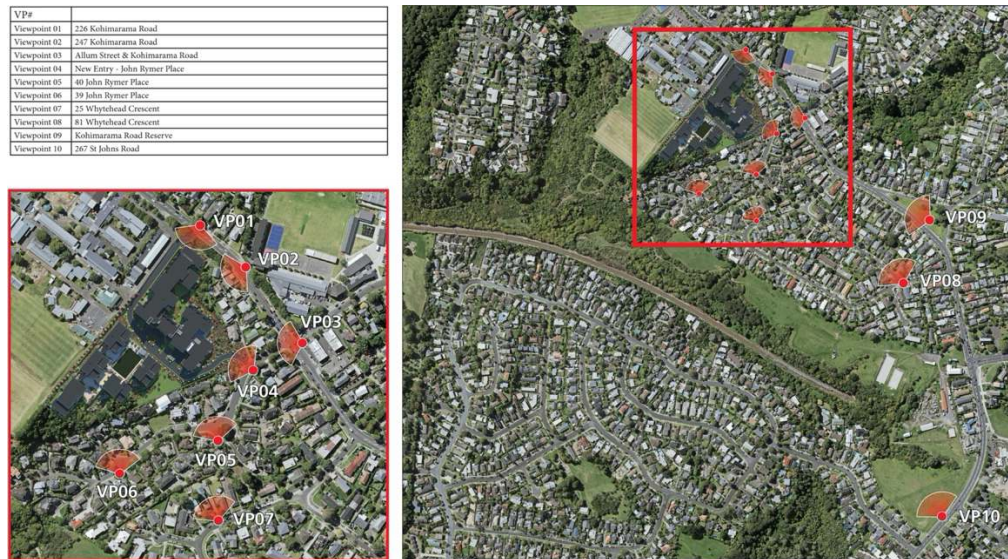 VP#
Viewpoint 01 226 Kohimarama Road
Viewpoint 02 247 Kohimarama Road
Viewpoint 03 Allum Street & Kohimarama Road
Viewpoint 04 New Entry - John Rymer Place
Viewpoint 05 40 John Rymer Place
Viewpoint 06 39 John Rymer Place
Viewpoint 07 25 Whytehead Crescent
Viewpoint 08 81 Whytehead Crescent
Viewpoint 09 Kohimarama Road Reserve
Viewpoint 10 267 St Johns Road
VP01
VP02
VP03
VP04
VP05
VP06
VP07
VP09
VP08
VP10